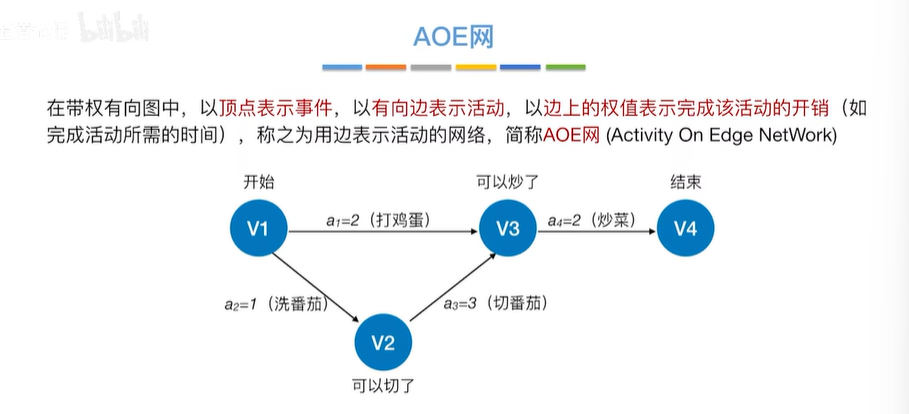 AOE网
在带权有向图中，以顶点表示事件，以有向边表示活动，以边上的权值表示完成该活动的开销（如
完成活动所需的时间），称之为用边表示活动的网络，简称AOE网 (Activity On Edge NetWork)
开始
可以炒了
结束
V1
a1=2（打鸡蛋）
V3
a4=2（炒菜）
V4
a2=1（洗番茄）
a3=3（切番茄）
V2
可以切了